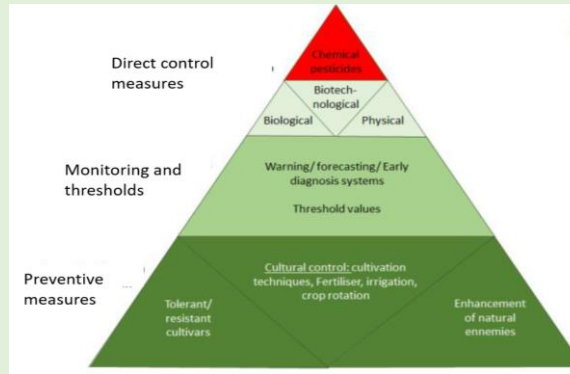 Direct control
measures
Chemical
pesticides
Biotech-
nological
Biological
Physical
Monitoring and
thresholds
Warning/ forecasting/ Early
diagnosis systems
Threshold values
Preventive
measures
...
Cultural control: cultivation
techniques, Fertiliser, irrigation,
crop rotation
Tolerant/
resistant
cultivars
Enhancement
of natural
ennemies